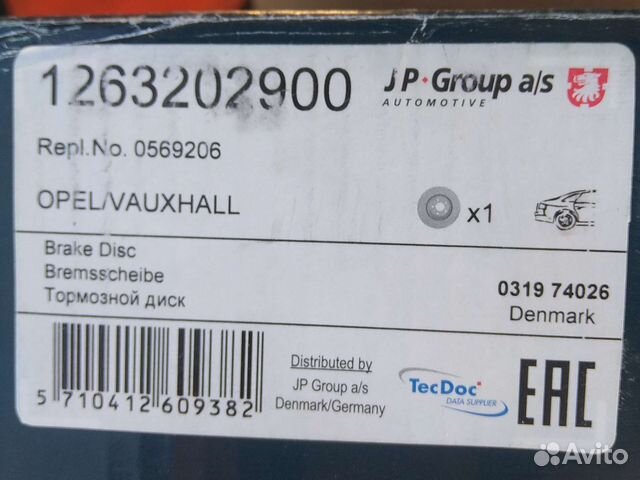 1263202900
JP Group a/s
AUTOMOTIVE
Repl.No. 0569206
OPEL/VAUXHALL
x1
Brake Disc
Bremsscheibe
Тормозной диск
0319 74026
Denmark
5 710412 609382
Distributed by
JP Group a/s
Denmark/Germany
TecDoc
DATA SUPPLIER
EAC
Avito